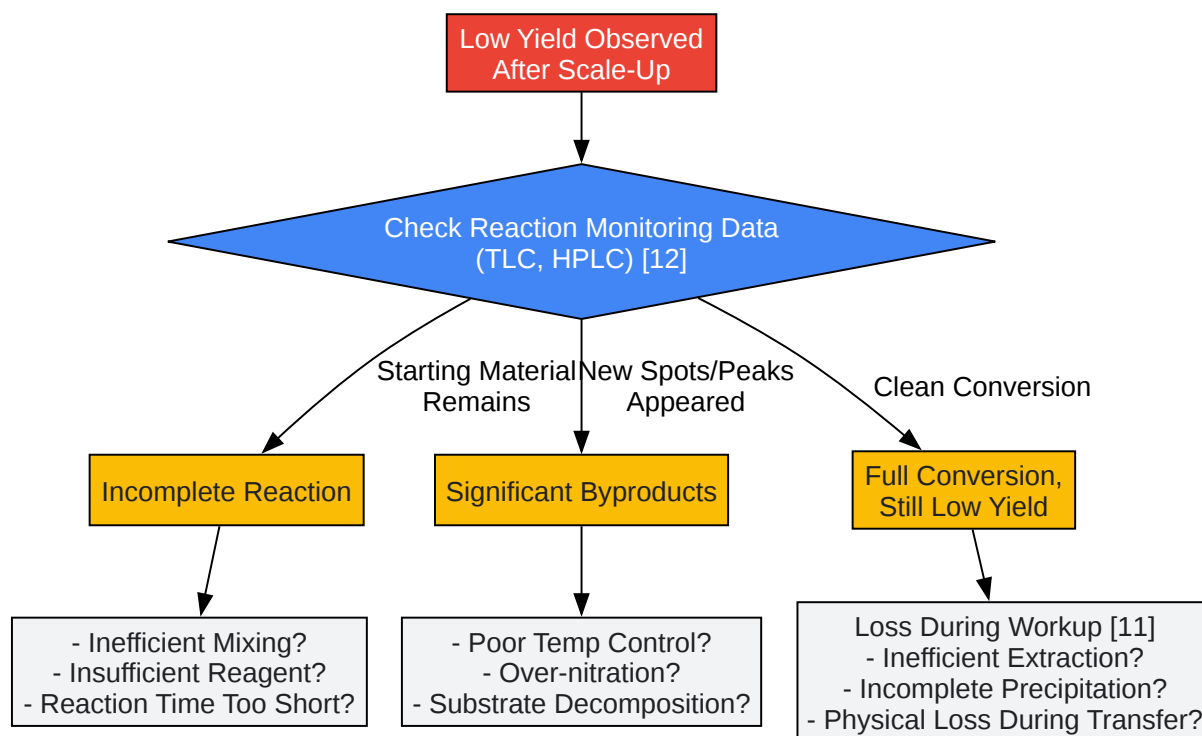 Low Yield Observed
After Scale-Up
Check Reaction Monitoring Data
(TLC, HPLC) [12]
Starting Material
Remains
New Spots/Peaks
Appeared
Clean Conversion
Incomplete Reaction
Significant Byproducts
Full Conversion,
Still Low Yield
- Inefficient Mixing?
- Insufficient Reagent?
- Reaction Time Too Short?
- Poor Temp Control?
- Over-nitration?
- Substrate Decomposition?
Loss During Workup [11]
- Inefficient Extraction?
- Incomplete Precipitation?
- Physical Loss During Transfer?